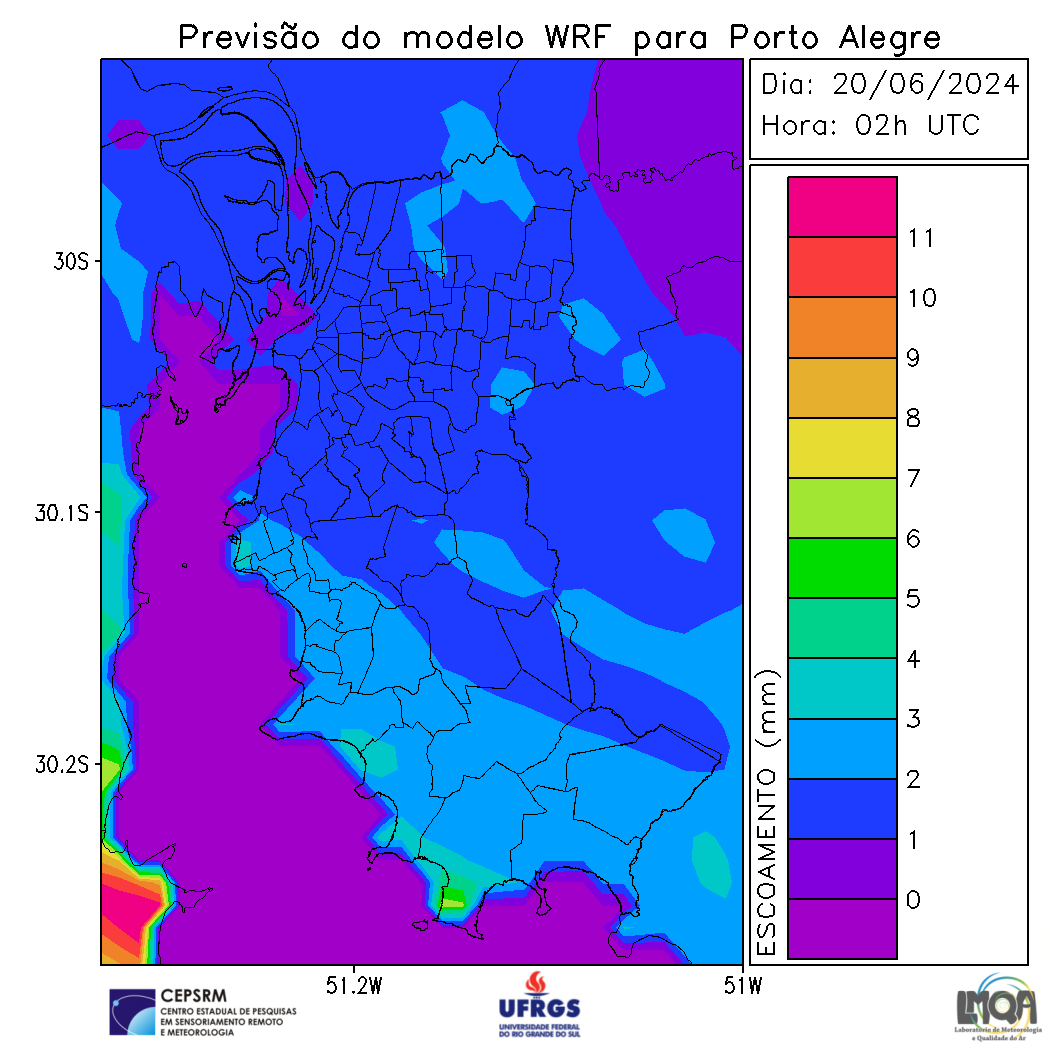 Previsão do modelo WRF para Porto Alegre
Dia: 20/06/2024
Hora: 02h UTC
30S
30.1S
30.2S
51.2W
51W
ESCOAMENTO (mm)
11
10
9
8
7
6
5
4
3
2
1
0
CEPSRM
CENTRO ESTADUAL DE PESQUISAS
EM SENSORIAMENTO REMOTO
E METEOROLOGIA
UFRGS
UNIVERSIDADE FEDERAL
DO RIO GRANDE DO SUL
LMQA
Laboratório de Meteorologia
e Qualidade do Ar